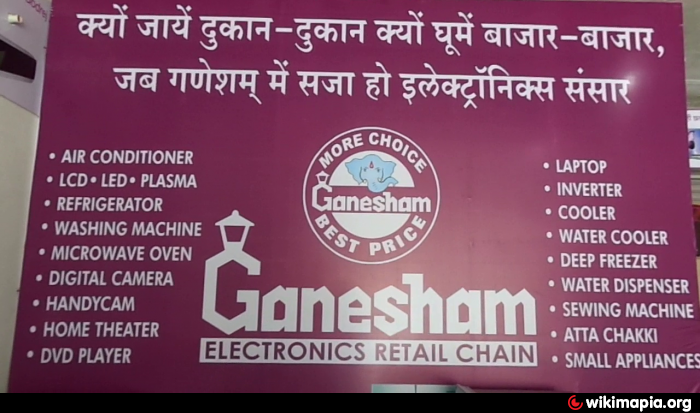 क्यों जायें दुकान-दुकान क्यों घूमें बाजार-बाजार,
जब गणेशम् में सजा हो इलेक्ट्रॉनिक्स संसार
• AIR CONDITIONER
• LCD • LED • PLASMA
• REFRIGERATOR
• WASHING MACHINE
• MICROWAVE OVEN
• DIGITAL CAMERA
• HANDYCAM
• HOME THEATER
• DVD PLAYER
MORE CHOICE
Ganesham
BEST PRICE
Ganesham
ELECTRONICS RETAIL CHAIN
• LAPTOP
• INVERTER
• COOLER
• WATER COOLER
• DEEP FREEZER
• WATER DISPENSER
• SEWING MACHINE
• ATTA CHAKKI
• SMALL APPLIANCES
wikimapia.org